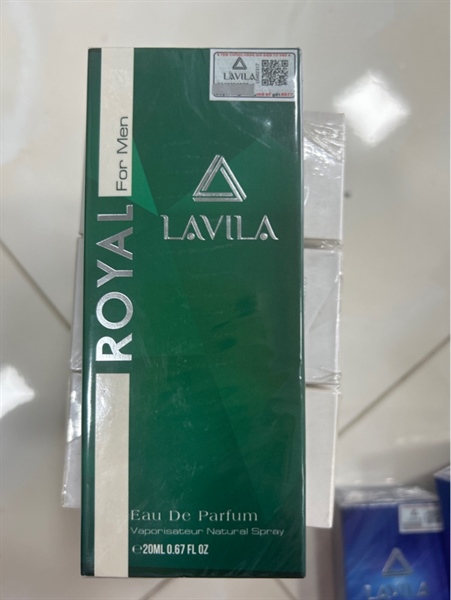 LAVILA
ROYAL
For Men
LAVILA
Eau De Parfum
Vaporisateur Natural Spray
℮20ML 0.67 FL OZ
LAVILA